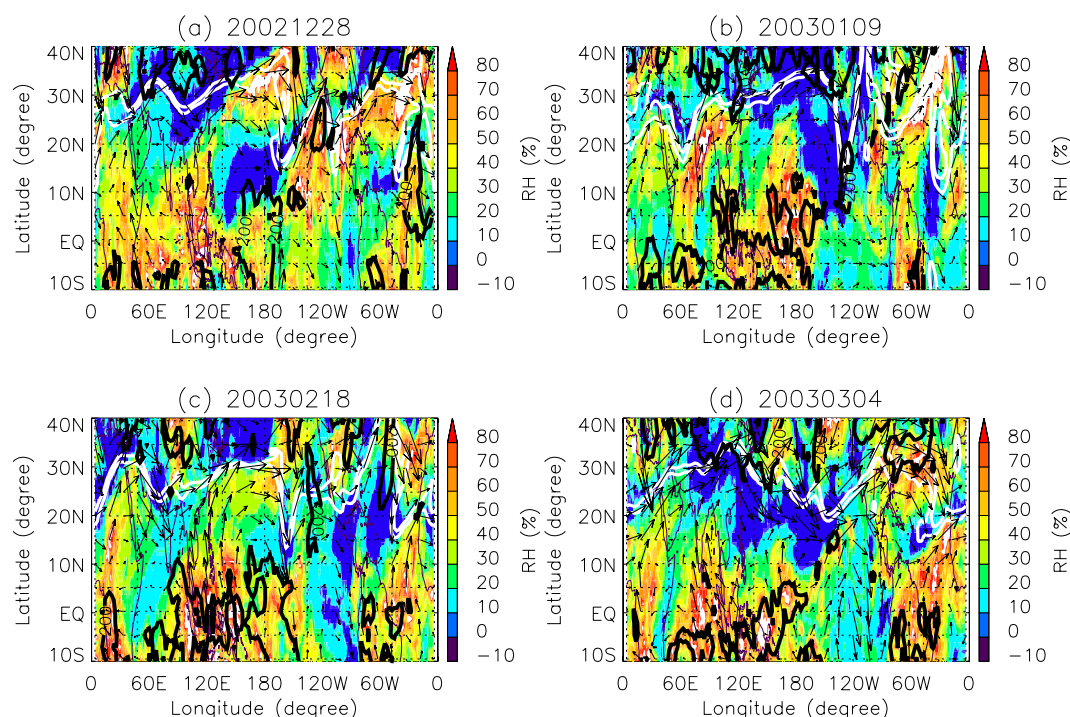 (a) 20021228
40N
30N
20N
10N
EQ
10S
Latitude (degree)
0 60E 120E 180 120W 60W 0
Longitude (degree)
80
70
60
50
40
30
20
10
0
−10
RH (%)
200
200
(b) 20030109
40N
30N
20N
10N
EQ
10S
Latitude (degree)
0 60E 120E 180 120W 60W 0
Longitude (degree)
80
70
60
50
40
30
20
10
0
−10
RH (%)
(c) 20030218
40N
30N
20N
10N
EQ
10S
Latitude (degree)
0 60E 120E 180 120W 60W 0
Longitude (degree)
80
70
60
50
40
30
20
10
0
−10
RH (%)
200
(d) 20030304
40N
30N
20N
10N
EQ
10S
Latitude (degree)
0 60E 120E 180 120W 60W 0
Longitude (degree)
80
70
60
50
40
30
20
10
0
−10
RH (%)
200